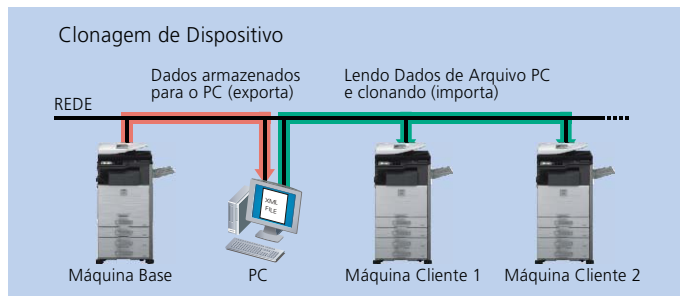 Clonagem de Dispositivo
Dados armazenados
para o PC (exporta)
Lendo Dados de Arquivo PC
e clonando (importa)
REDE
XML
FILE
Máquina Base
PC
Máquina Cliente 1
Máquina Cliente 2